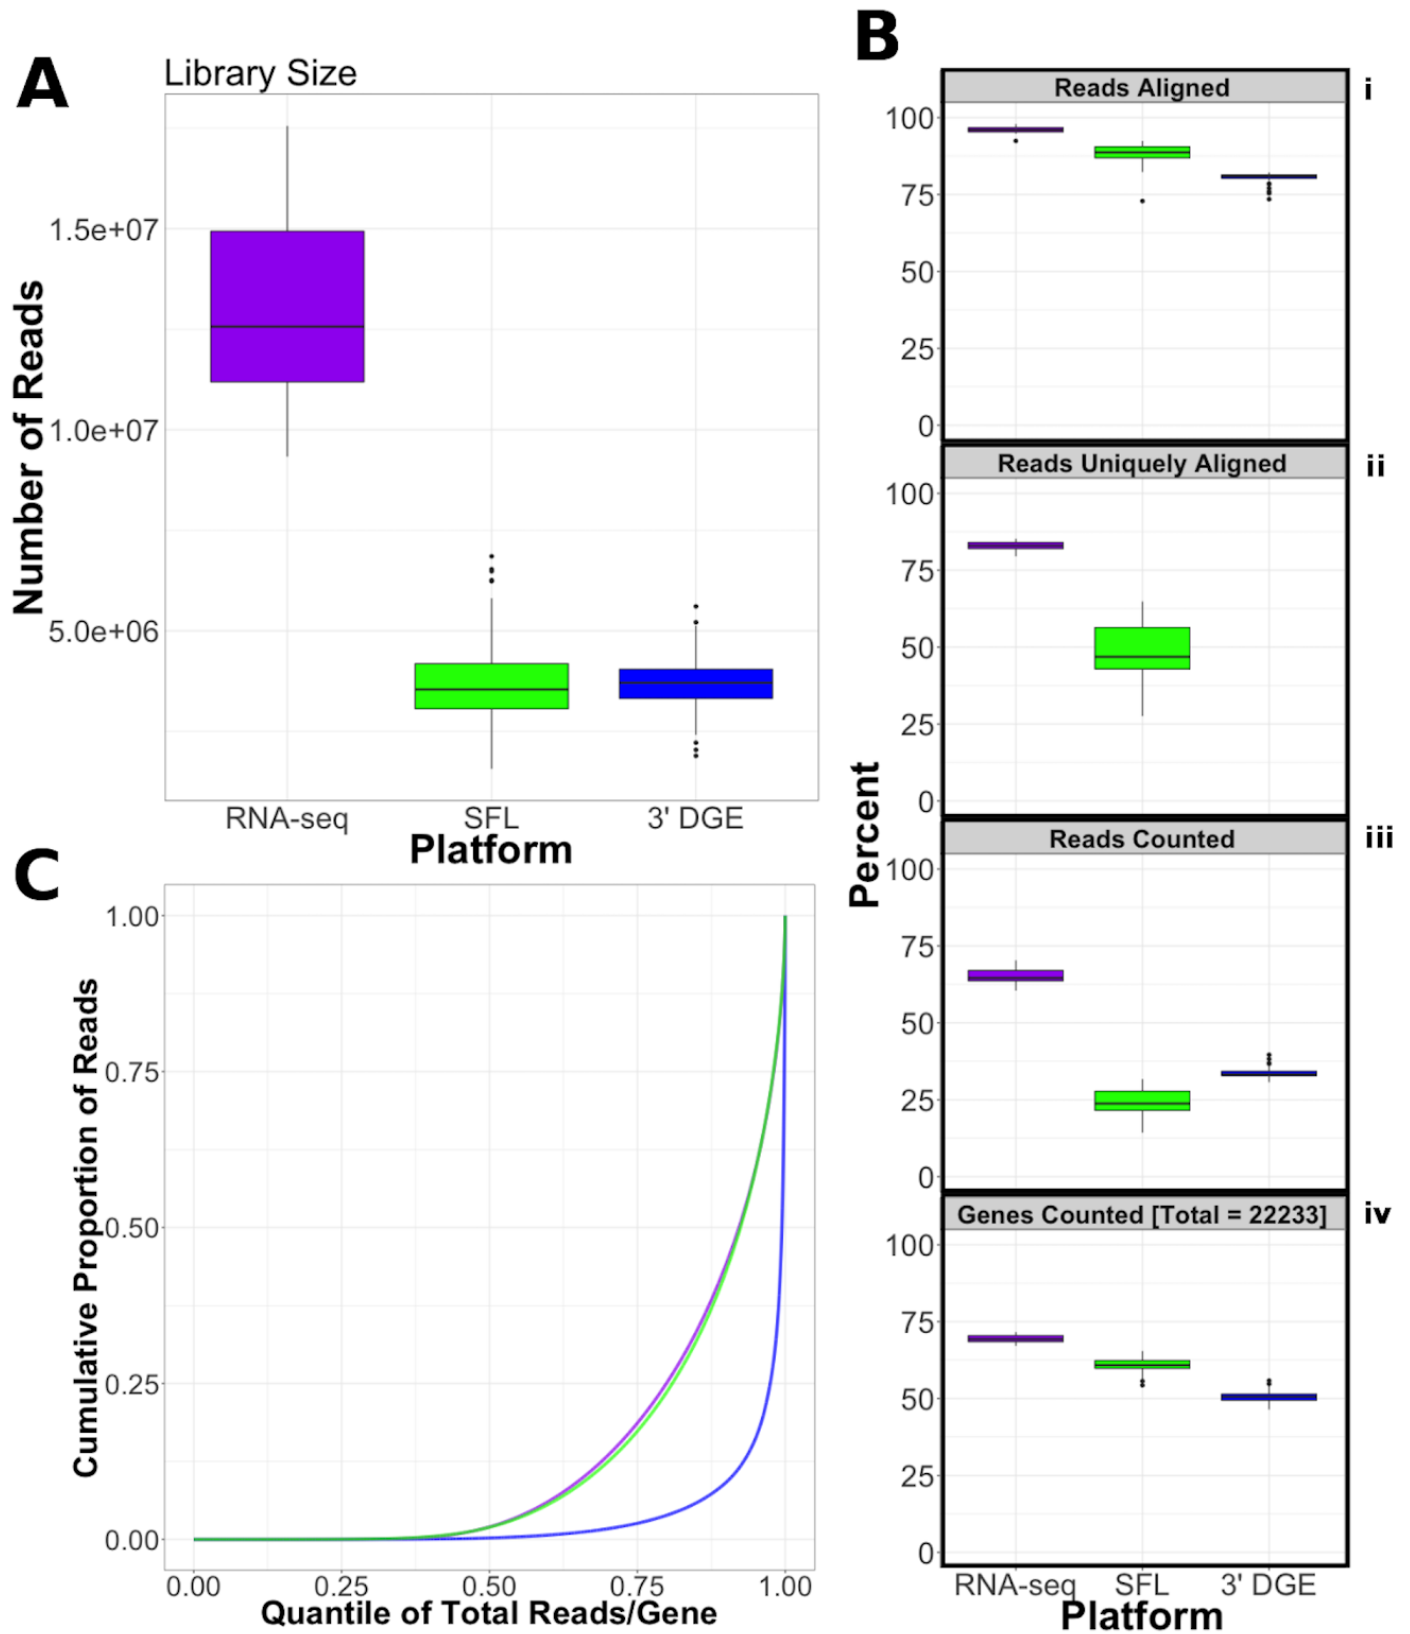 A
Library Size
Number of Reads
1.5e+07
1.0e+07
5.0e+06
RNA-seq SFL 3' DGE
Platform
B
Percent
Reads Aligned
i
100
75
50
25
0
Reads Uniquely Aligned
ii
100
75
50
25
0
Reads Counted
iii
100
75
50
25
0
Genes Counted [Total = 22233]
iv
100
75
50
25
0
RNA-seq SFL 3' DGE
Platform
C
Cumulative Proportion of Reads
1.00
0.75
0.50
0.25
0.00
0.00 0.25 0.50 0.75 1.00
Quantile of Total Reads/Gene